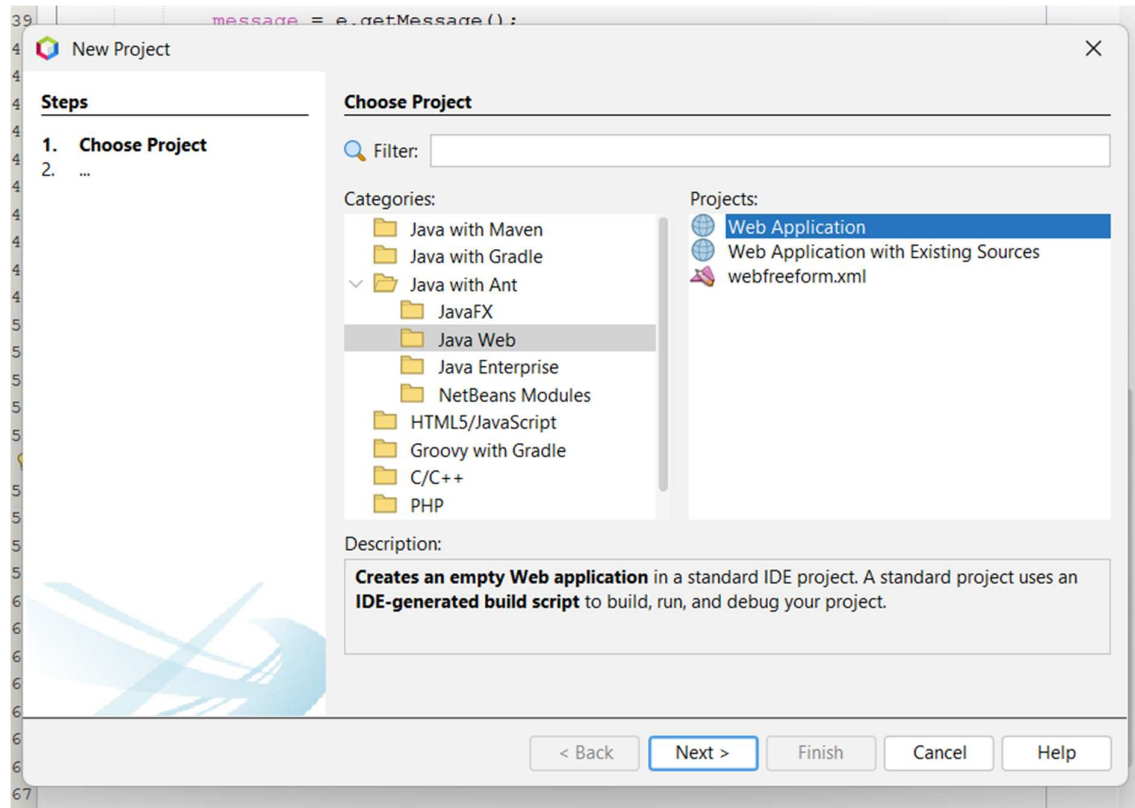 39 message = e.getMessage();
New Project
Steps
1. Choose Project
2. ...
Choose Project
Filter:
Categories:
Java with Maven
Java with Gradle
Java with Ant
JavaFX
Java Web
Java Enterprise
NetBeans Modules
HTML5/JavaScript
Groovy with Gradle
C/C++
PHP
Projects:
Web Application
Web Application with Existing Sources
webfreeform.xml
Description:
Creates an empty Web application in a standard IDE project. A standard project uses an
IDE-generated build script to build, run, and debug your project.
< Back
Next >
Finish
Cancel
Help
67